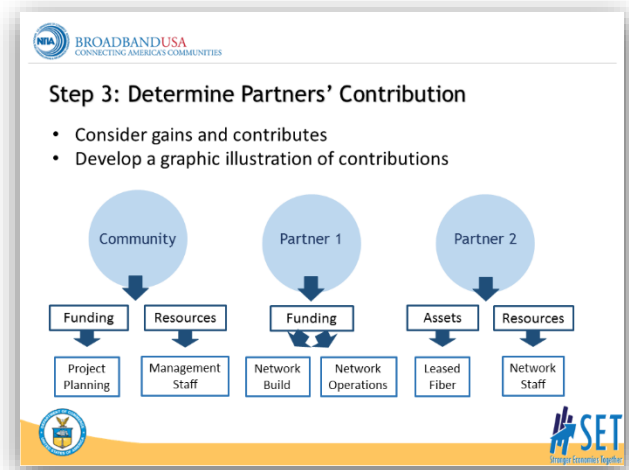 NTIA
BROADBANDUSA
CONNECTING AMERICA'S COMMUNITIES
Step 3: Determine Partners' Contribution
• Consider gains and contributes
• Develop a graphic illustration of contributions
Community
Partner 1
Partner 2
Funding
Resources
Funding
Assets
Resources
Project
Planning
Management
Staff
Network
Build
Network
Operations
Leased
Fiber
Network
Staff
SET
Stronger Economies Together